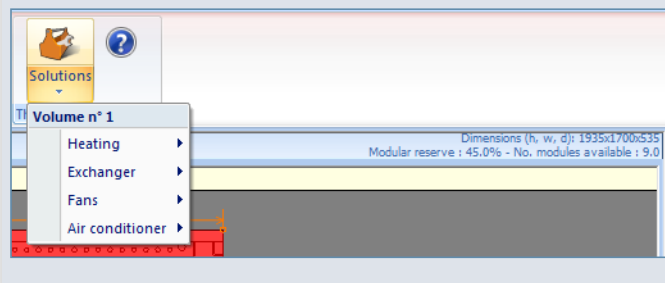 Solutions
Th
Volume n° 1
Heating
Exchanger
Fans
Air conditioner
Dimensions (h, w, d): 1935x1700x535
Modular reserve : 45.0% - No. modules available : 9.0